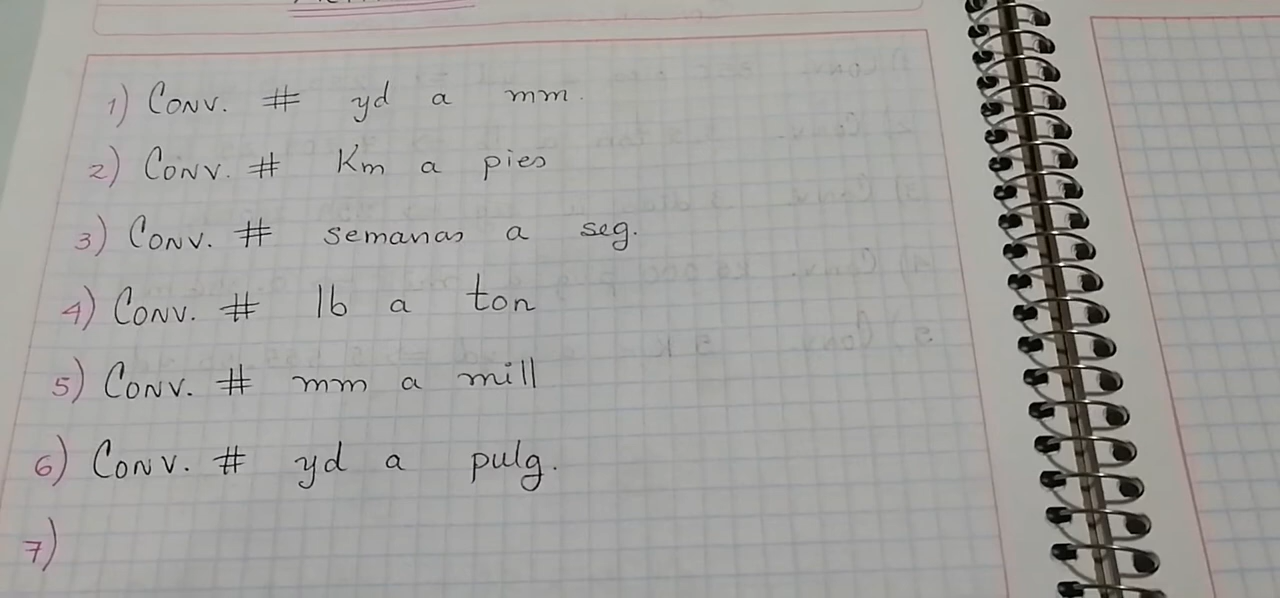 1) Conv. # yd a mm.
2) Conv. # Km a pies
3) Conv. # semanas a seg.
4) Conv. # lb a ton
5) Conv. # mm a mill
6) Conv. # yd a pulg.
7)